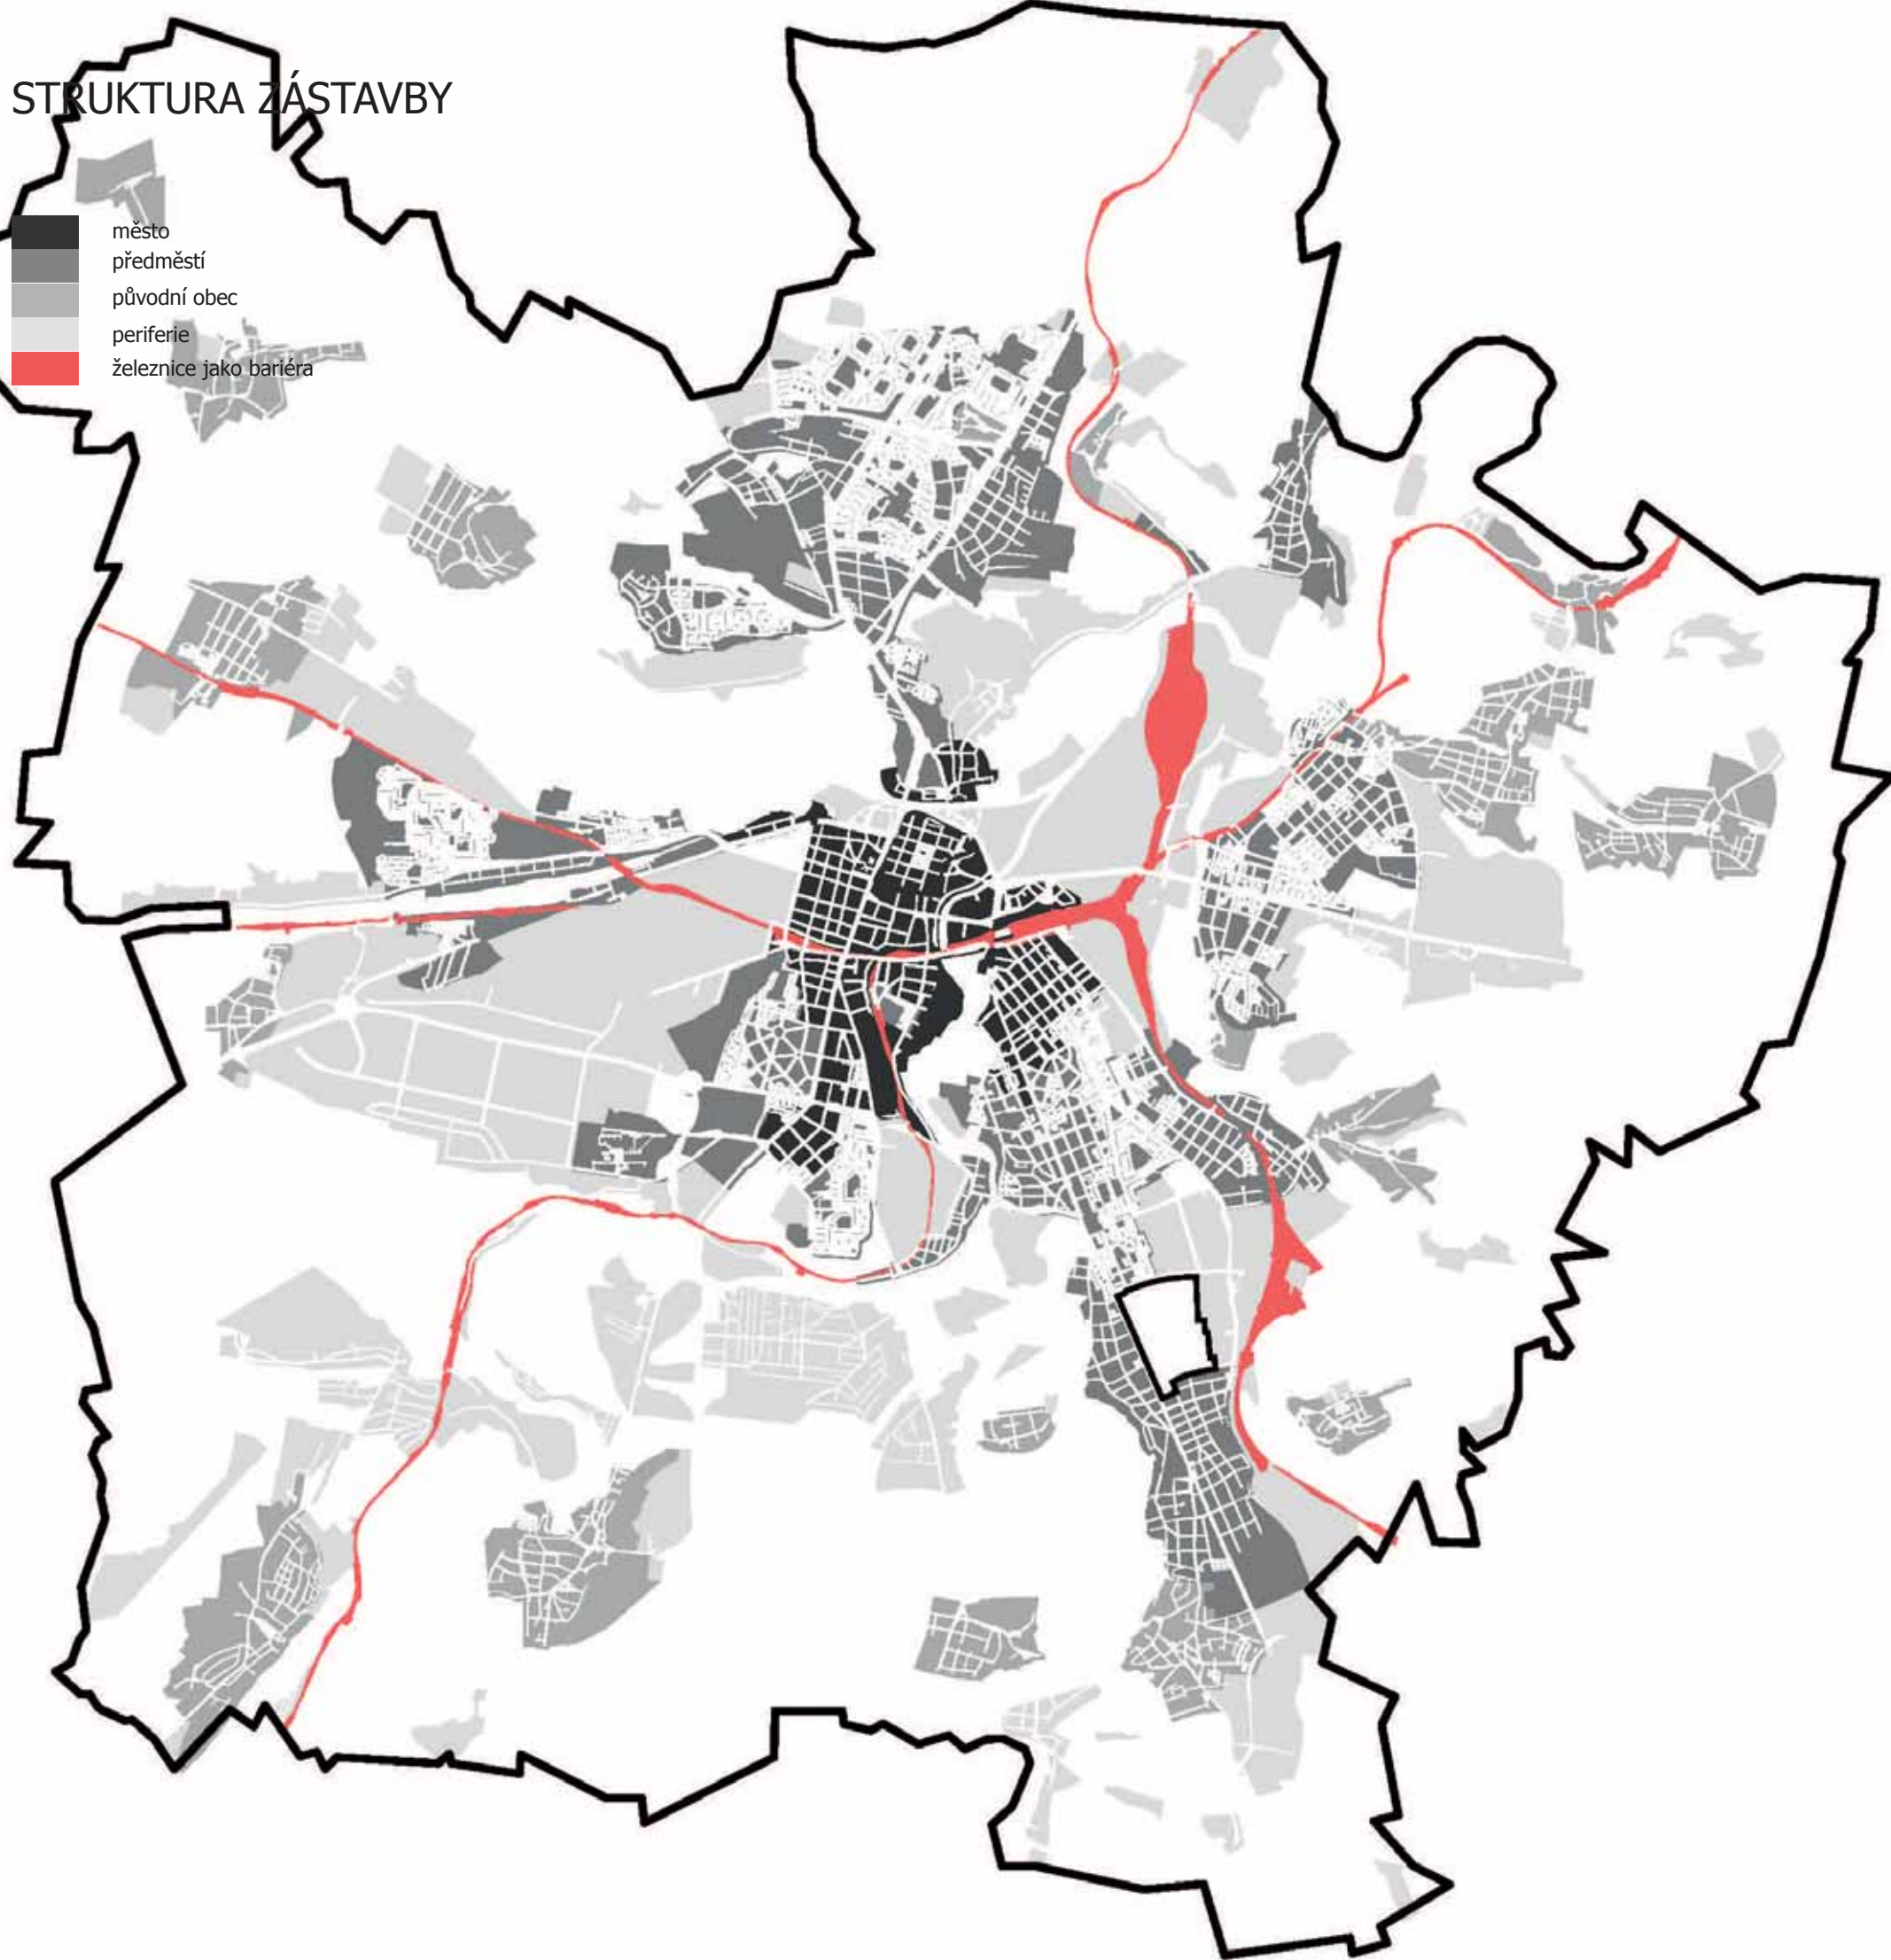 STRUKTURA ZÁSTAVBY
město
předměstí
původní obec
periferie
železnice jako bariéra